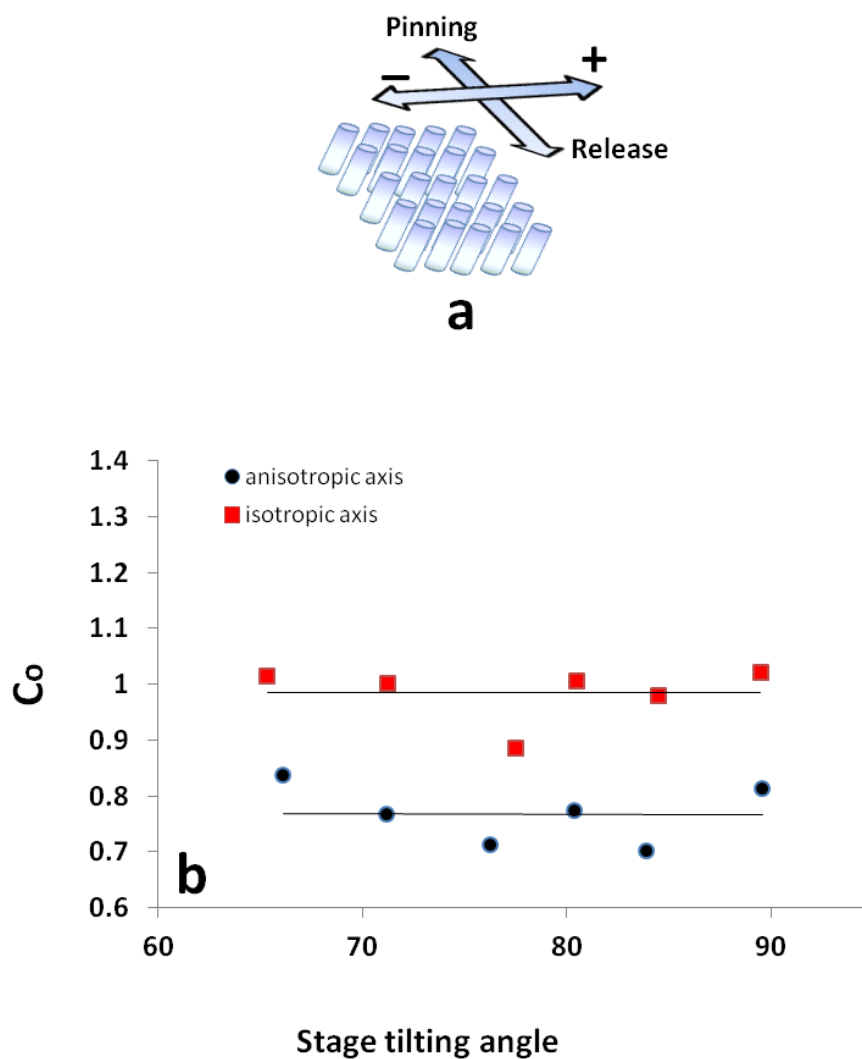 Pinning
− +
Release
a
1.4
anisotropic axis
1.3
isotropic axis
1.2
1.1
Co
1
0.9
0.8
0.7
b
0.6
60 70 80 90
Stage tilting angle